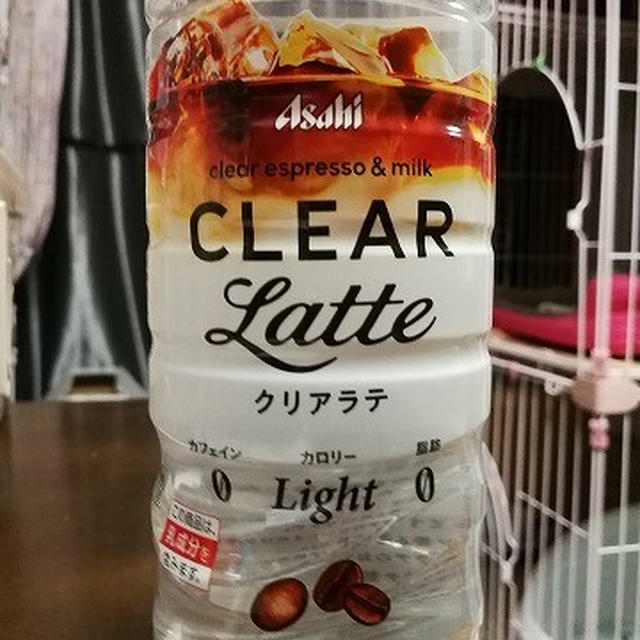 Asahi
clear espresso & milk
CLEAR
Latte
クリアラテ
カフェイン カロリー 脂肪
0 Light 0
この商品は、
乳成分を
含みます。